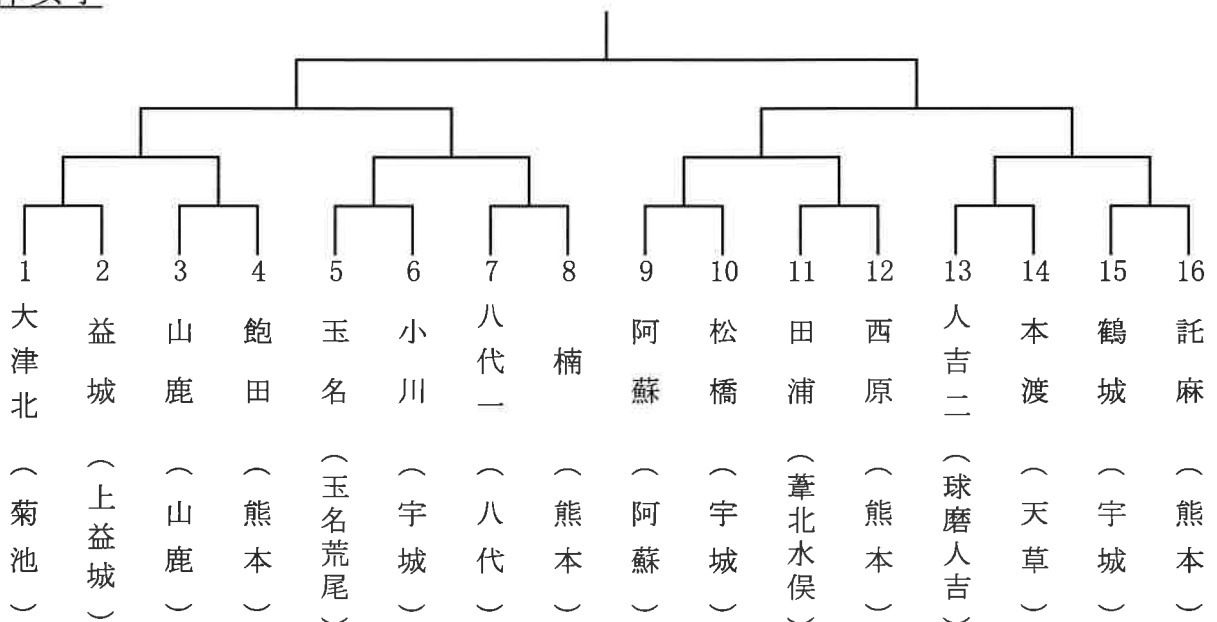 1 2 3 4 5 6 7 8 9 10 11 12 13 14 15 16
大津北 益城 山鹿 飽田 玉名 小川 八代一 楠 阿蘇 松橋 田浦 西原 人吉二 本渡 鶴城 託麻
（菊池） （上益城） （山鹿） （熊本） （玉名荒尾） （宇城） （八代） （熊本） （阿蘇） （宇城） （葦北水俣） （熊本） （球磨人吉） （天草） （宇城） （熊本）